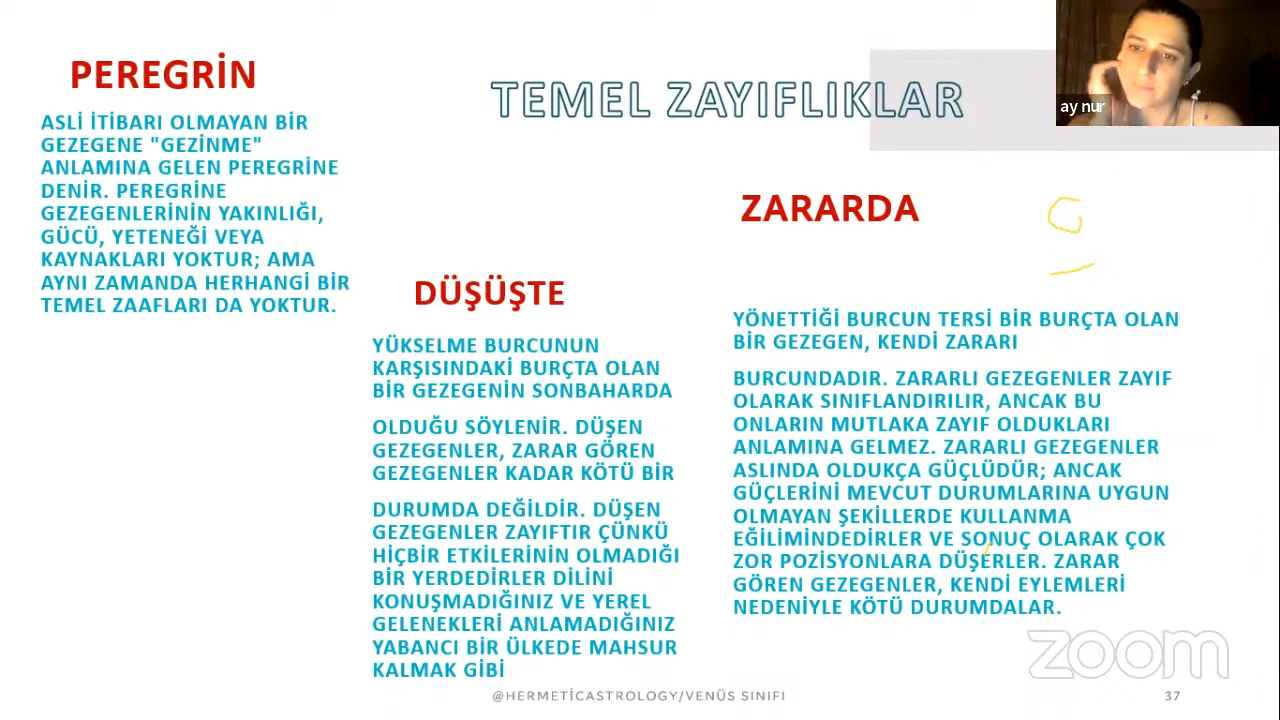 PEREGRİN
ASLİ İTİBARI OLMAYAN BİR
GEZEGENE "GEZİNME"
ANLAMINA GELEN PEREGRİNE
DENİR. PEREGRİNE
GEZEGENLERİNİN YAKINLIĞI,
GÜCÜ, YETENEĞİ VEYA
KAYNAKLARI YOKTUR; AMA
AYNI ZAMANDA HERHANGİ BİR
TEMEL ZAAFLARI DA YOKTUR.
TEMEL ZAYIFLIKLAR
ay nur
DÜŞÜŞTE
YÜKSELME BURCUNUN
KARŞISINDAKİ BURÇTA OLAN
BİR GEZEGENİN SONBAHARDA
OLDUĞU SÖYLENİR. DÜŞEN
GEZEGENLER, ZARAR GÖREN
GEZEGENLER KADAR KÖTÜ BİR
DURUMDA DEĞİLDİR. DÜŞEN
GEZEGENLER ZAYIFTIR ÇÜNKÜ
HİÇBİR ETKİLERİNİN OLMADIĞI
BİR YERDEDİRLER DİLİNİ
KONUŞMADIĞINIZ VE YEREL
GELENEKLERİ ANLAMADIĞINIZ
YABANCI BİR ÜLKEDE MAHSUR
KALMAK GİBİ
ZARARDA
YÖNETTİĞİ BURCUN TERSİ BİR BURÇTA OLAN
BİR GEZEGEN, KENDİ ZARARI
BURCUNDADIR. ZARARLI GEZEGENLER ZAYIF
OLARAK SINIFLANDIRILIR, ANCAK BU
ONLARIN MUTLAKA ZAYIF OLDUKLARI
ANLAMINA GELMEZ. ZARARLI GEZEGENLER
ASLINDA OLDUKÇA GÜÇLÜDÜR; ANCAK
GÜÇLERİNİ MEVCUT DURUMLARINA UYGUN
OLMAYAN ŞEKİLLERDE KULLANMA
EĞİLİMİNDEDİRLER VE SONUÇ OLARAK ÇOK
ZOR POZİSYONLARA DÜŞERLER. ZARAR
GÖREN GEZEGENLER, KENDİ EYLEMLERİ
NEDENİYLE KÖTÜ DURUMDALAR.
zoom
@HERMETİCASTROLOGY/VENÜS SINIFI
37